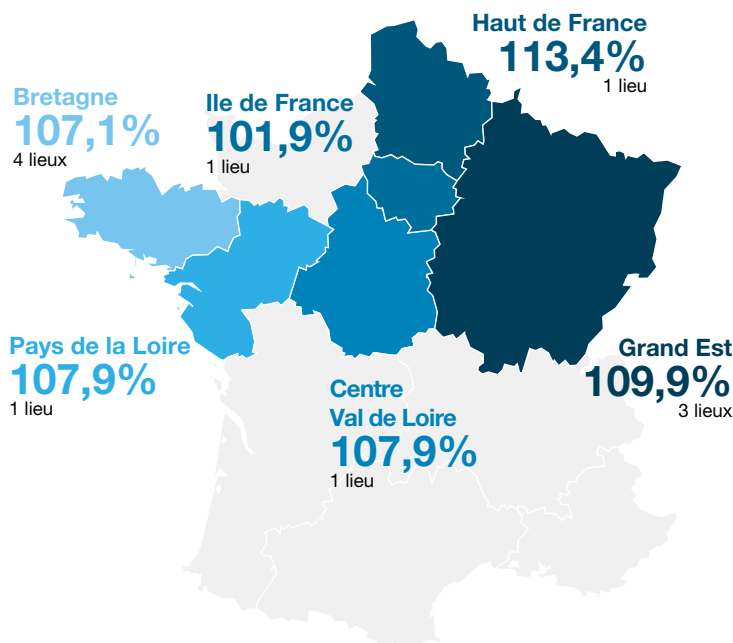 Haut de France
113,4%
1 lieu
Bretagne
107,1%
4 lieux
Ile de France
101,9%
1 lieu
Pays de la Loire
107,9%
1 lieu
Centre
Val de Loire
107,9%
1 lieu
Grand Est
109,9%
3 lieux